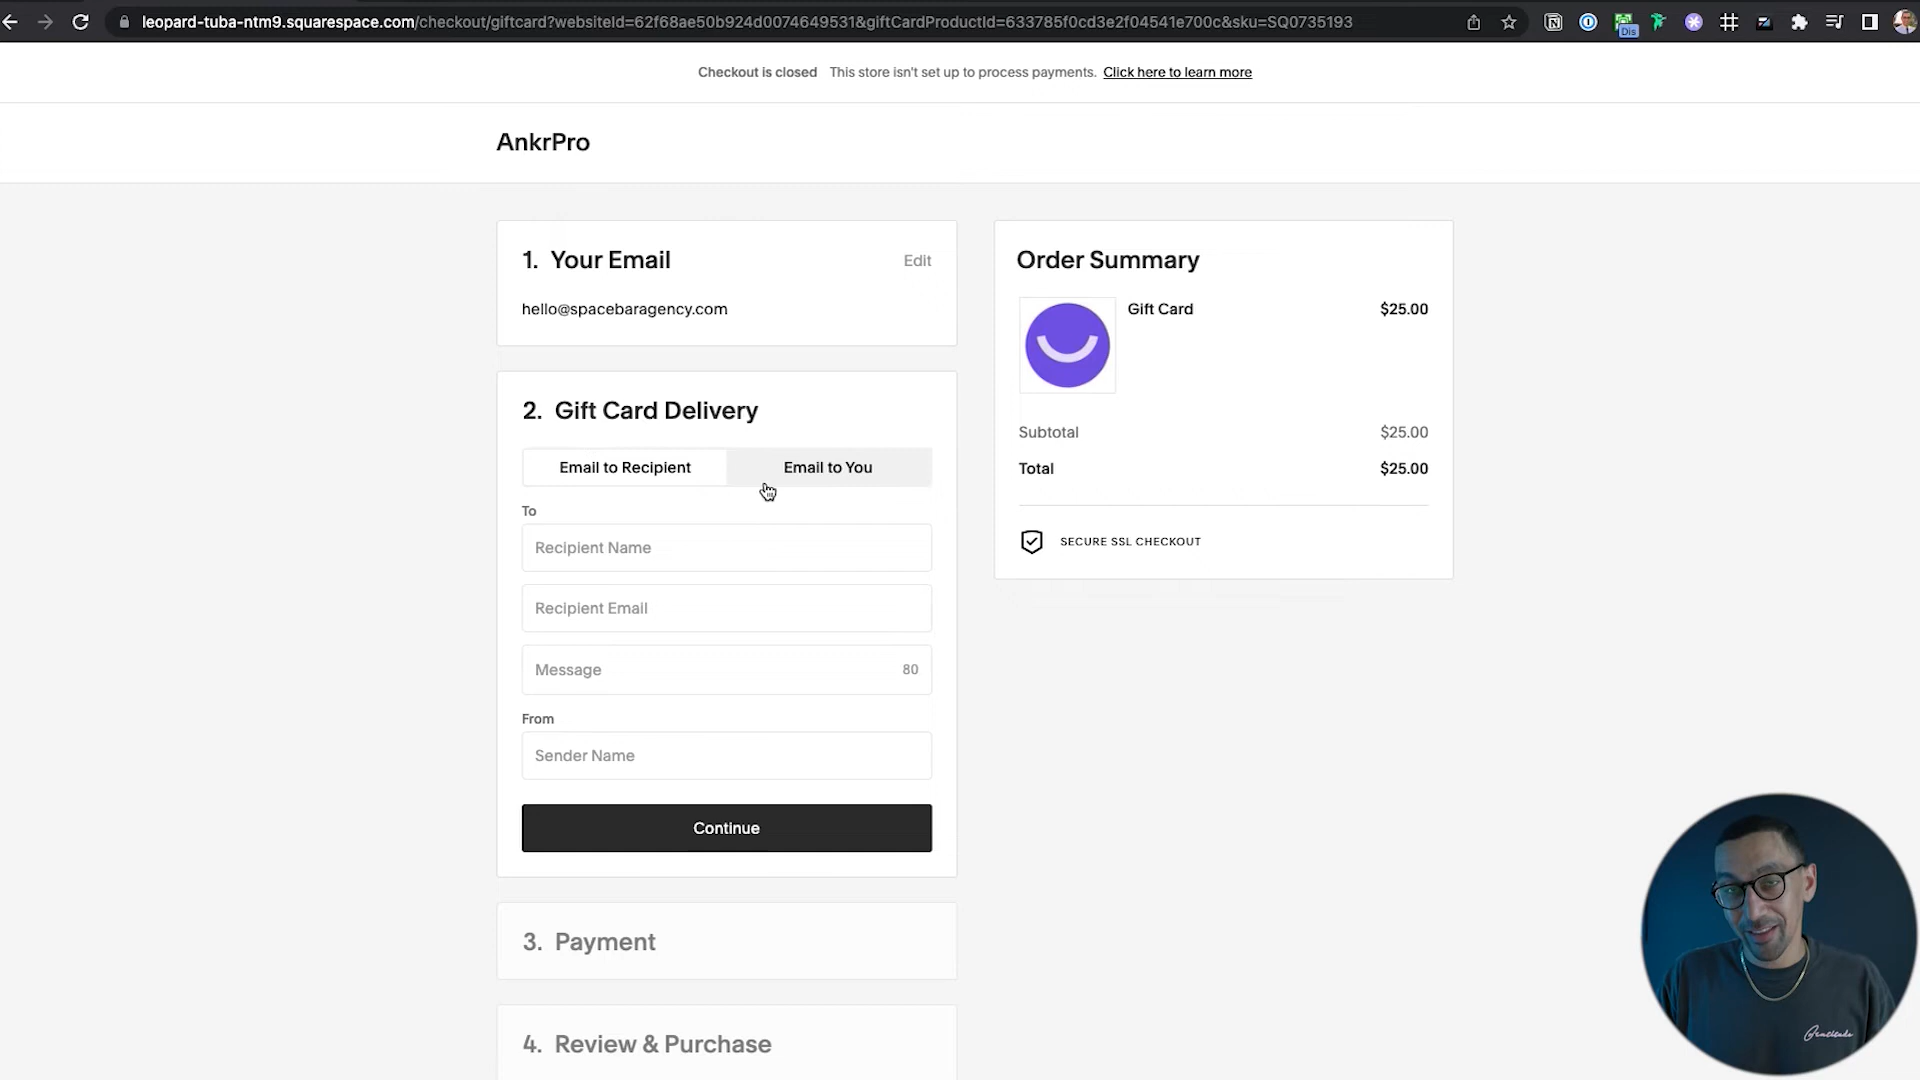 leopard-tuba-ntm9.squarespace.com/checkout/giftcard?websiteId=62f68ae50b924d0074649531&giftCardProductId=633785f0cd3e2f04541e700c&sku=SQ0735193
Dis
Checkout is closed This store isn't set up to process payments. Click here to learn more
AnkrPro
1. Your Email
Edit
hello@spacebaragency.com
2. Gift Card Delivery
Email to Recipient
Email to You
To
Recipient Name
Recipient Email
Message
80
From
Sender Name
Continue
3. Payment
4. Review & Purchase
Order Summary
Gift Card
$25.00
Subtotal
$25.00
Total
$25.00
SECURE SSL CHECKOUT
Gratitude